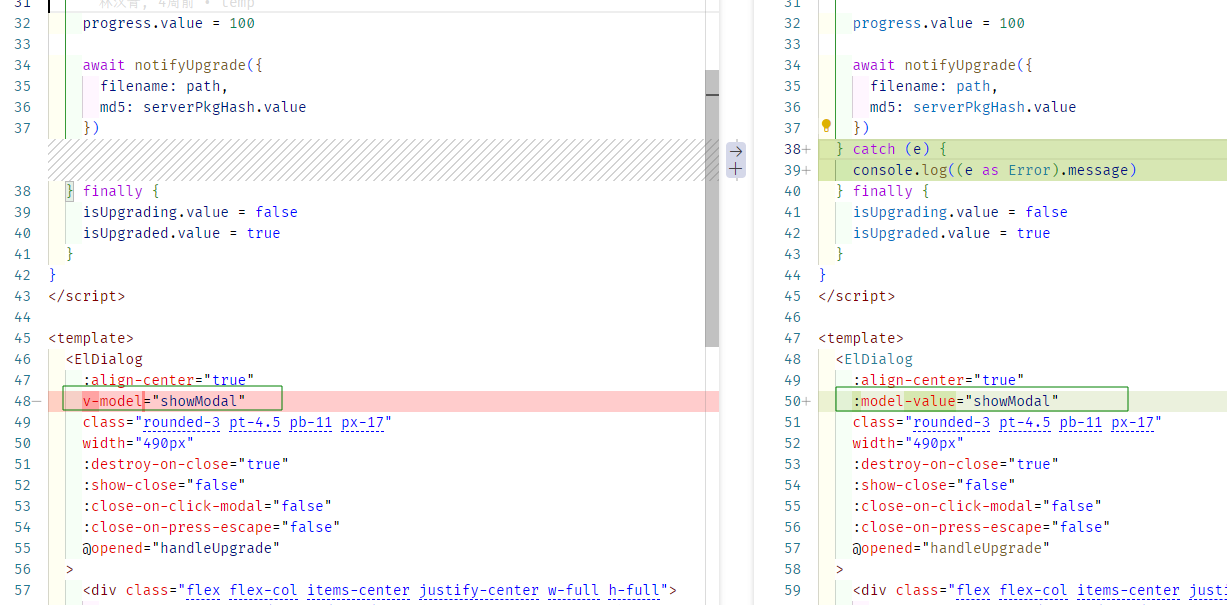 31
林汉青, 4周前 • temp
32 progress.value = 100
33
34 await notifyUpgrade({
35 filename: path,
36 md5: serverPkgHash.value
37 })
38 } finally {
39 isUpgrading.value = false
40 isUpgraded.value = true
41 }
42 }
43 </script>
44
45 <template>
46 <ElDialog
47 :align-center="true"
48— v-model="showModal"
49 class="rounded-3 pt-4.5 pb-11 px-17"
50 width="490px"
51 :destroy-on-close="true"
52 :show-close="false"
53 :close-on-click-modal="false"
54 :close-on-press-escape="false"
55 @opened="handleUpgrade"
56 >
57 <div class="flex flex-col items-center justify-center w-full h-full">
→
+
31
32 progress.value = 100
33
34 await notifyUpgrade({
35 filename: path,
36 md5: serverPkgHash.value
37 })
38+ } catch (e) {
39+ console.log((e as Error).message)
40 } finally {
41 isUpgrading.value = false
42 isUpgraded.value = true
43 }
44 }
45 </script>
46
47 <template>
48 <ElDialog
49 :align-center="true"
50+ :model-value="showModal"
51 class="rounded-3 pt-4.5 pb-11 px-17"
52 width="490px"
53 :destroy-on-close="true"
54 :show-close="false"
55 :close-on-click-modal="false"
56 :close-on-press-escape="false"
57 @opened="handleUpgrade"
58 >
59 <div class="flex flex-col items-center justi